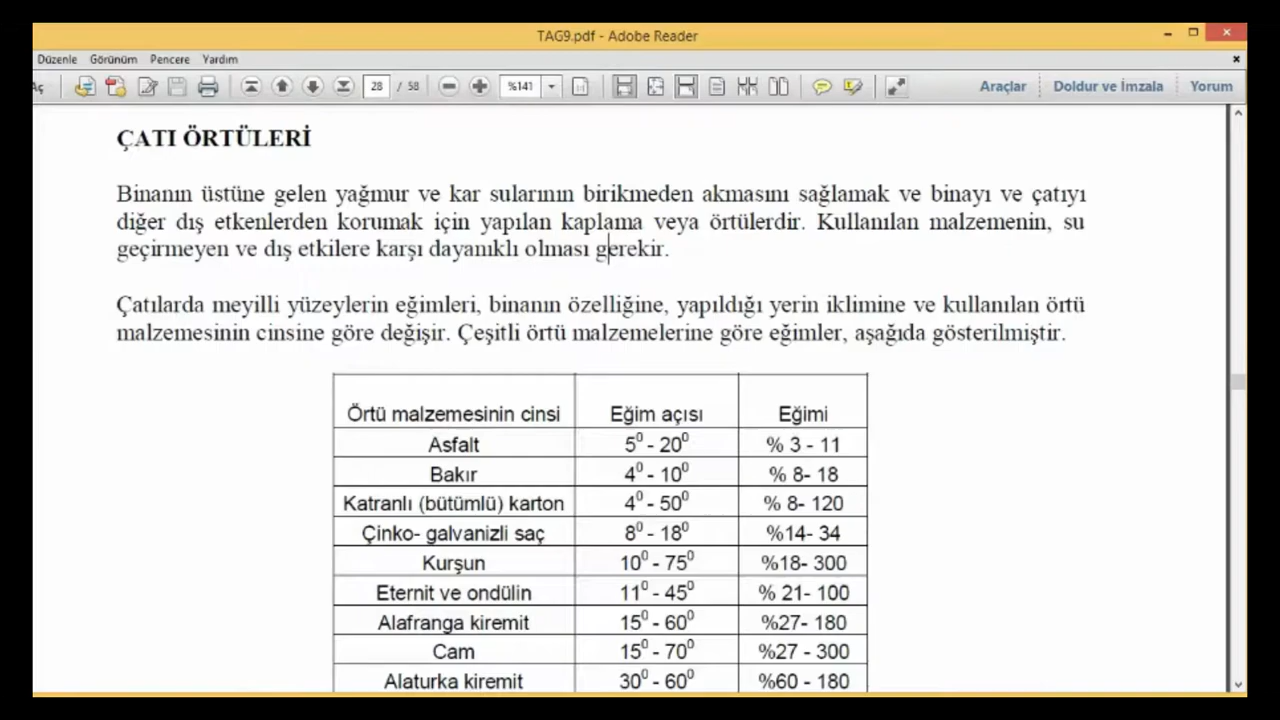 TAG9.pdf - Adobe Reader
Düzenle Görünüm Pencere Yardım
Aç 28 / 58 %141 Araçlar Doldur ve İmzala Yorum
ÇATI ÖRTÜLERİ
Binanın üstüne gelen yağmur ve kar sularının birikmeden akmasını sağlamak ve binayı ve çatıyı
diğer dış etkenlerden korumak için yapılan kaplama veya örtülerdir. Kullanılan malzemenin, su
geçirmeyen ve dış etkilere karşı dayanıklı olması gerekir.
Çatılarda meyilli yüzeylerin eğimleri, binanın özelliğine, yapıldığı yerin iklimine ve kullanılan örtü
malzemesinin cinsine göre değişir. Çeşitli örtü malzemelerine göre eğimler, aşağıda gösterilmiştir.
Örtü malzemesinin cinsi Eğim açısı Eğimi
Asfalt 5⁰ - 20⁰ % 3 - 11
Bakır 4⁰ - 10⁰ % 8- 18
Katranlı (bütümlü) karton 4⁰ - 50⁰ % 8- 120
Çinko- galvanizli saç 8⁰ - 18⁰ %14- 34
Kurşun 10⁰ - 75⁰ %18- 300
Eternit ve ondülin 11⁰ - 45⁰ % 21- 100
Alafranga kiremit 15⁰ - 60⁰ %27- 180
Cam 15⁰ - 70⁰ %27 - 300
Alaturka kiremit 30⁰ - 60⁰ %60 - 180